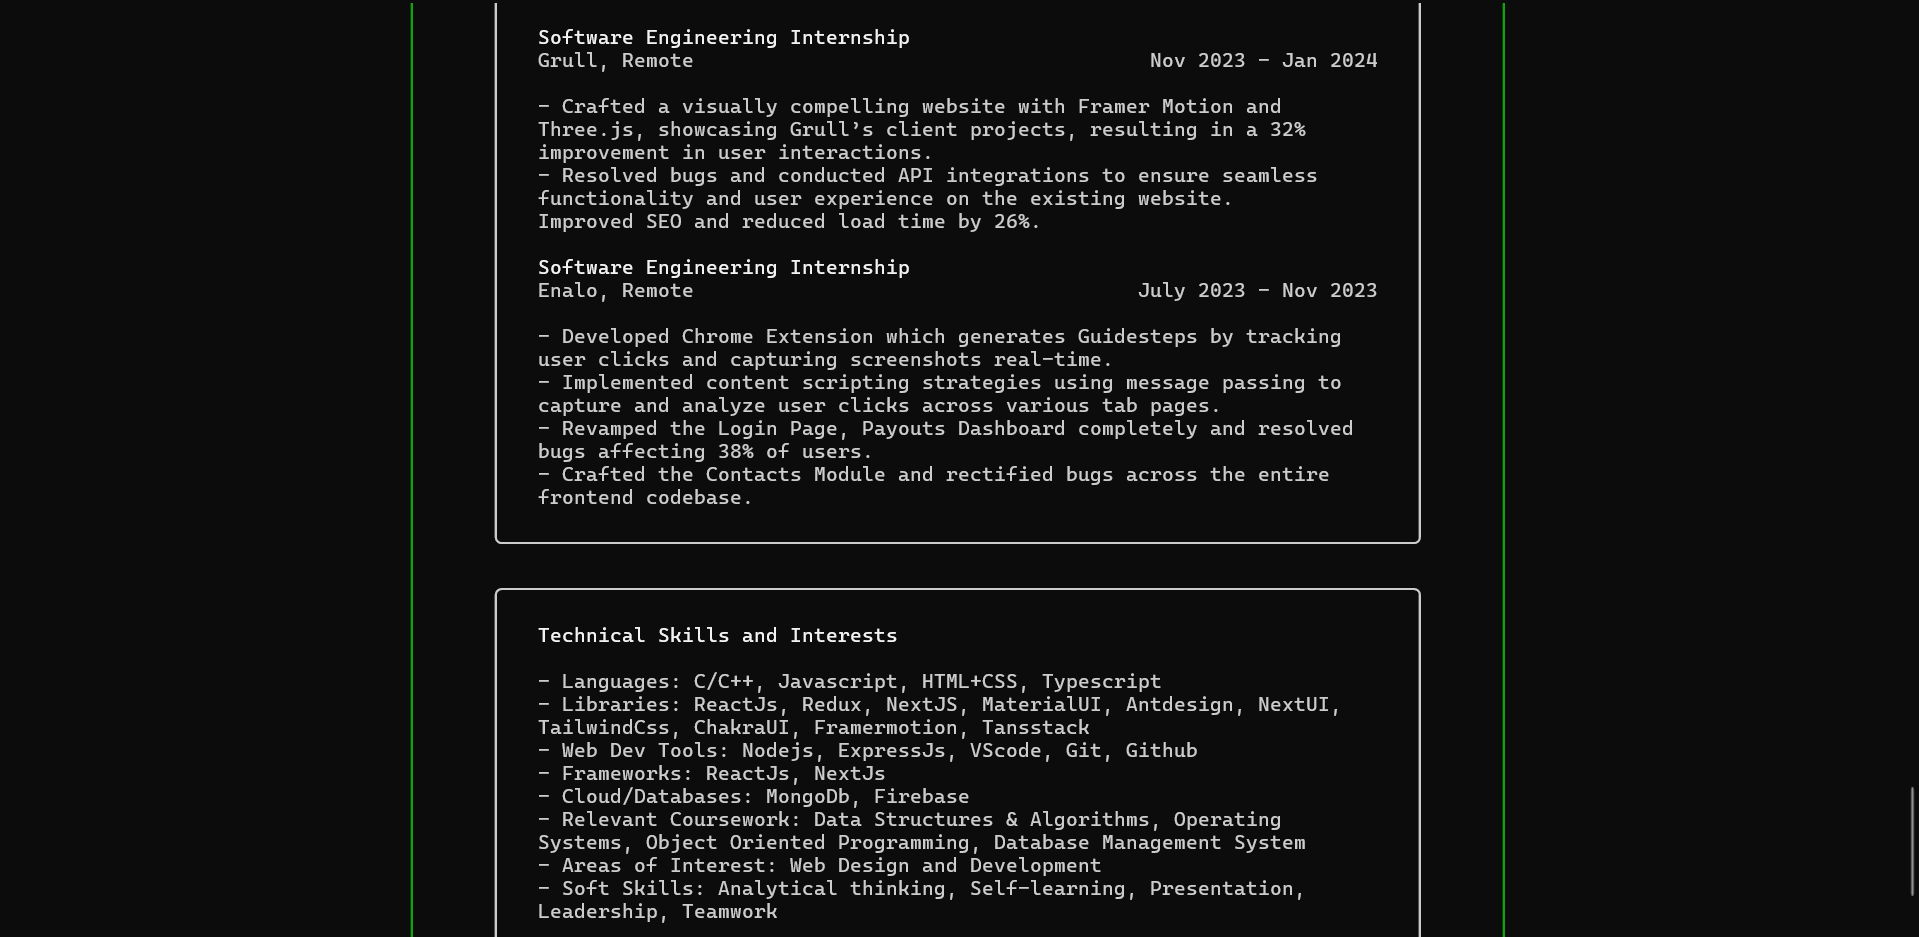 Software Engineering Internship
Grull, Remote Nov 2023 - Jan 2024
- Crafted a visually compelling website with Framer Motion and
Three.js, showcasing Grull's client projects, resulting in a 32%
improvement in user interactions.
- Resolved bugs and conducted API integrations to ensure seamless
functionality and user experience on the existing website.
Improved SEO and reduced load time by 26%.
Software Engineering Internship
Enalo, Remote July 2023 - Nov 2023
- Developed Chrome Extension which generates Guidesteps by tracking
user clicks and capturing screenshots real-time.
- Implemented content scripting strategies using message passing to
capture and analyze user clicks across various tab pages.
- Revamped the Login Page, Payouts Dashboard completely and resolved
bugs affecting 38% of users.
- Crafted the Contacts Module and rectified bugs across the entire
frontend codebase.
Technical Skills and Interests
- Languages: C/C++, Javascript, HTML+CSS, Typescript
- Libraries: ReactJs, Redux, NextJS, MaterialUI, Antdesign, NextUI,
TailwindCss, ChakraUI, Framermotion, Tansstack
- Web Dev Tools: Nodejs, ExpressJs, VScode, Git, Github
- Frameworks: ReactJs, NextJs
- Cloud/Databases: MongoDb, Firebase
- Relevant Coursework: Data Structures & Algorithms, Operating
Systems, Object Oriented Programming, Database Management System
- Areas of Interest: Web Design and Development
- Soft Skills: Analytical thinking, Self-learning, Presentation,
Leadership, Teamwork